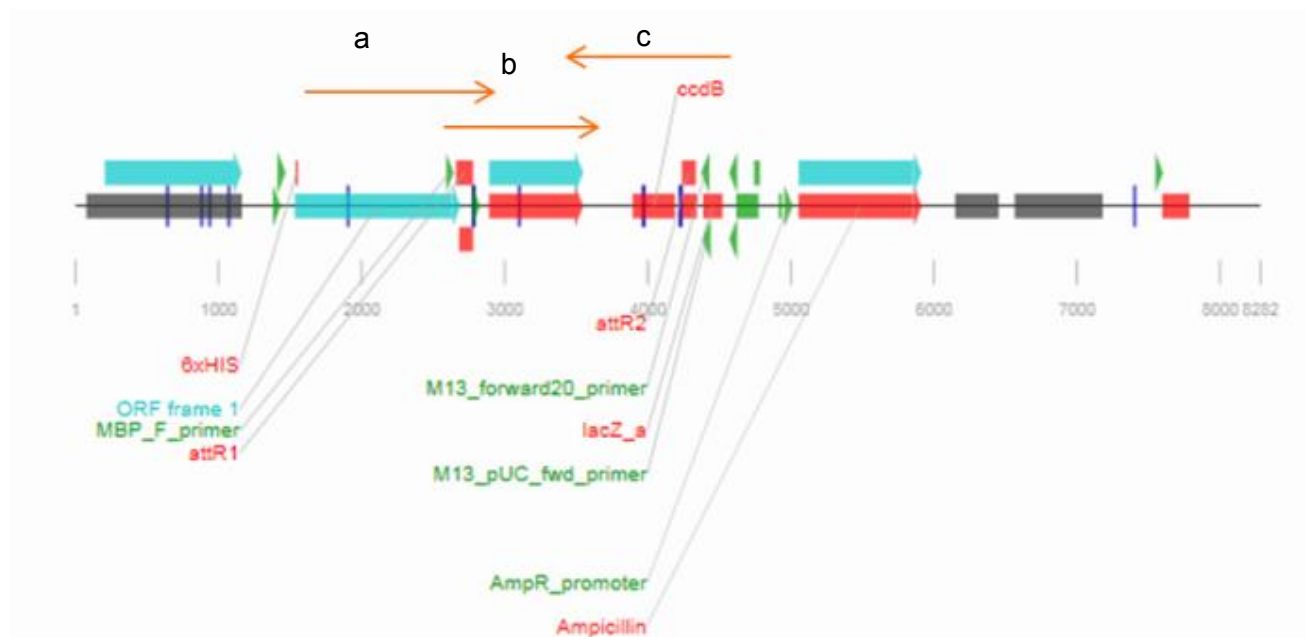 a
c
b
ccdB
1 1000 2000 3000 4000 5000 6000 7000 8000 8282
attR2
6xHIS
M13_forward20_primer
ORF frame 1
MBP_F_primer
lacZ_a
attR1
M13_pUC_fwd_primer
AmpR_promoter
Ampicillin